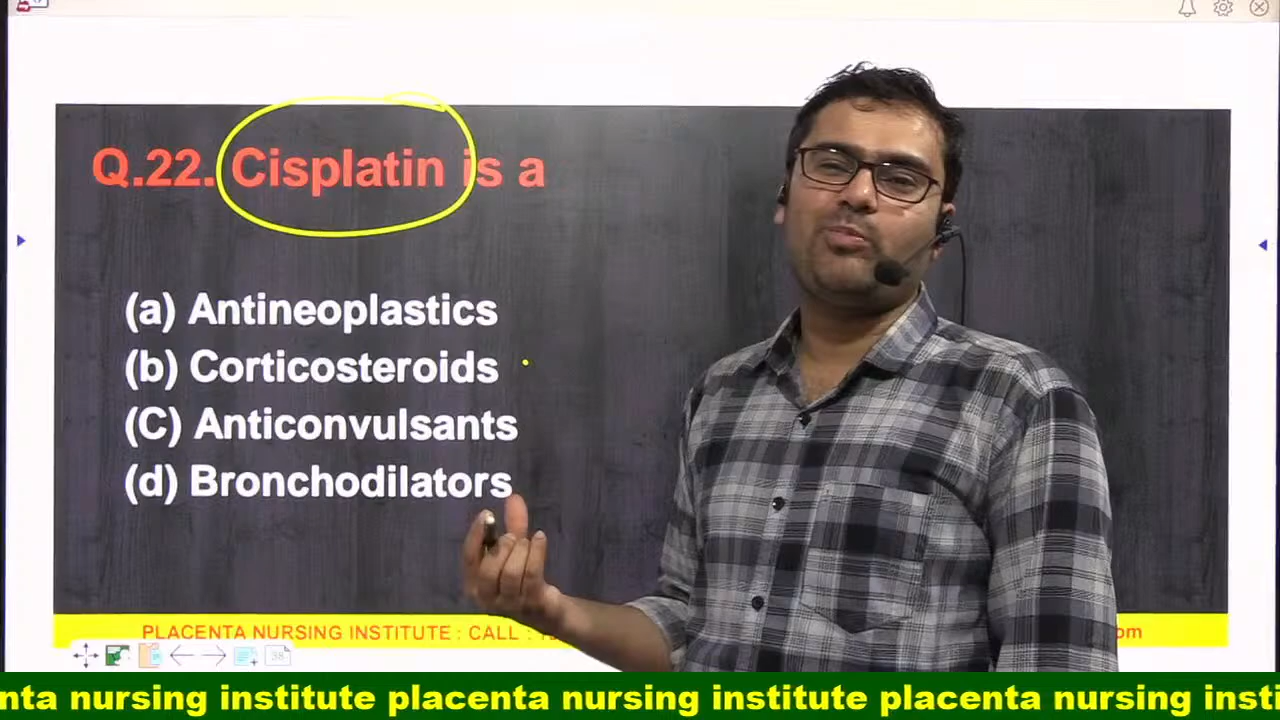 Q.22. Cisplatin is a
(a) Antineoplastics
(b) Corticosteroids
(C) Anticonvulsants
(d) Bronchodilators
PLACENTA NURSING INSTITUTE : CALL :
38
nta nursing institute placenta nursing institute placenta nursing insti